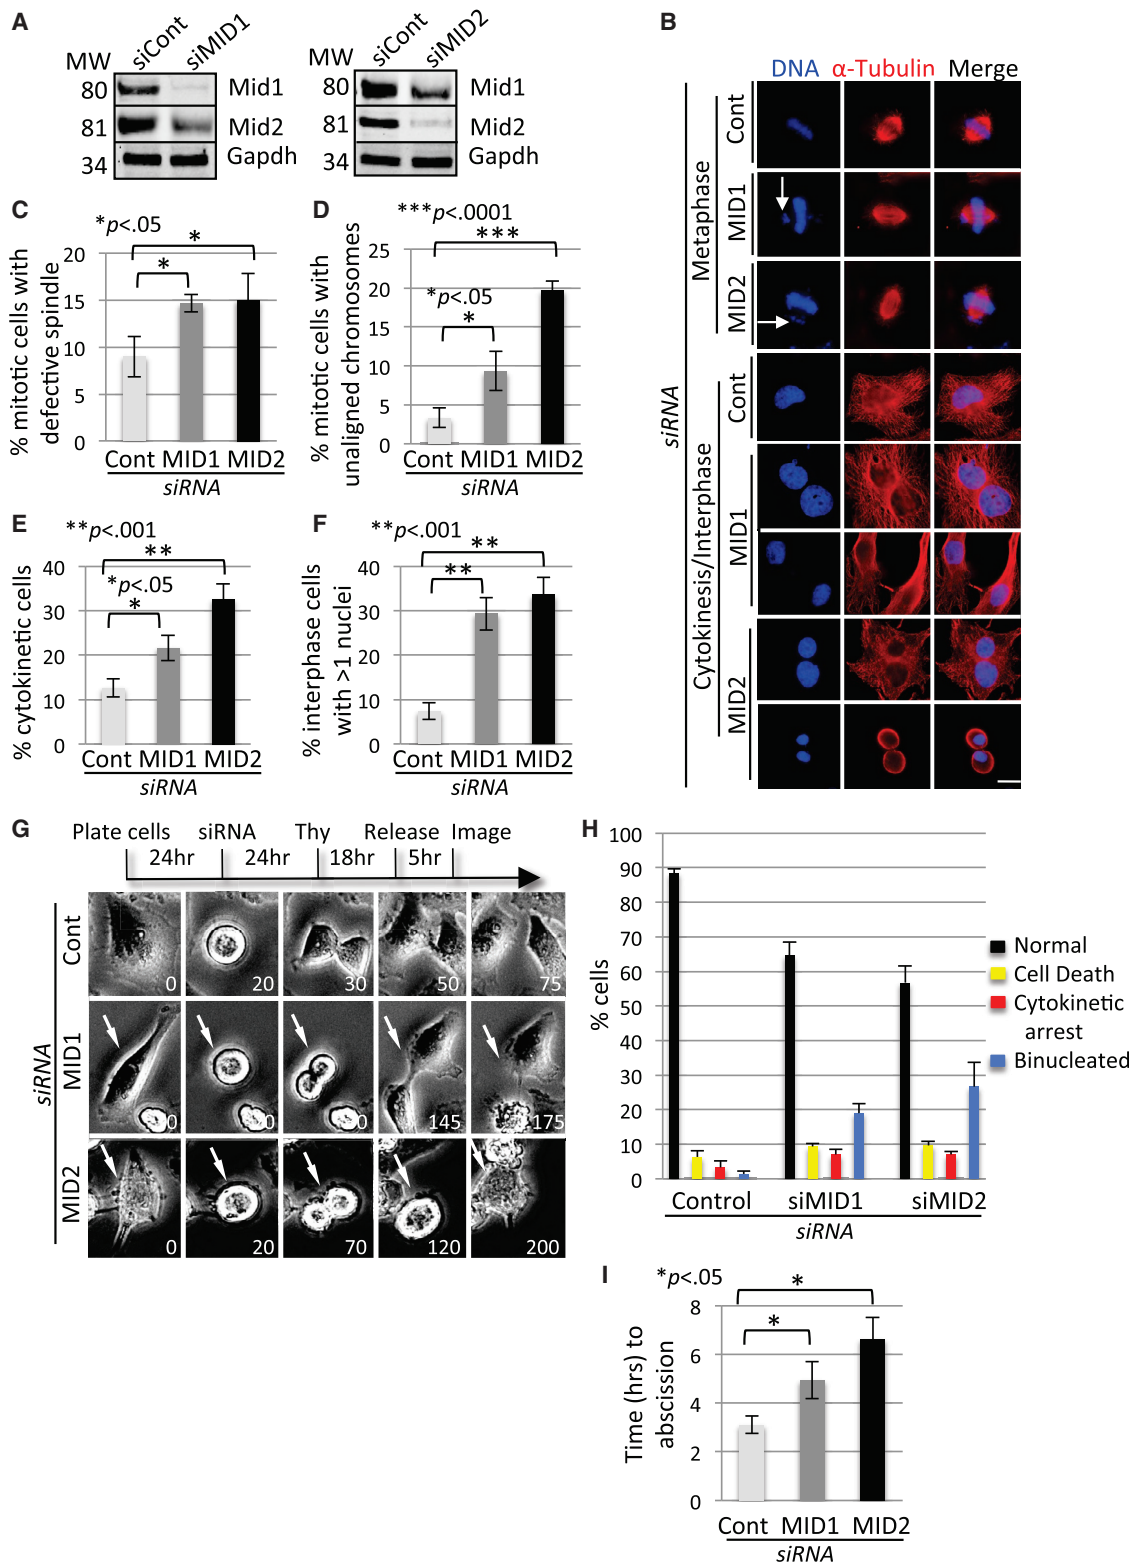 A
MW siCont siMID1
80 Mid1
81 Mid2
34 Gapdh
MW siCont siMID2
80 Mid1
81 Mid2
34 Gapdh
B
DNA α-Tubulin Merge
siRNA
Metaphase
Cont
MID1
MID2
Cytokinesis/Interphase
Cont
MID1
MID2
C
*p<.05
*
*
% mitotic cells with
defective spindle
20
15
10
5
0
Cont MID1 MID2
siRNA
D
***p<.0001
***
*p<.05
*
% mitotic cells with
unaligned chromosomes
25
20
15
10
5
0
Cont MID1 MID2
siRNA
E
**p<.001
**
*p<.05
*
% cytokinetic cells
40
30
20
10
0
Cont MID1 MID2
siRNA
F
**p<.001
**
**
% interphase cells
with >1 nuclei
40
30
20
10
0
Cont MID1 MID2
siRNA
G
Plate cells siRNA Thy Release Image
24hr 24hr 18hr 5hr
siRNA
Cont
0 20 30 50 75
MID1
0 0 0 145 175
MID2
0 20 70 120 200
H
% cells
100
90
80
70
60
50
40
30
20
10
0
Control siMID1 siMID2
siRNA
Normal
Cell Death
Cytokinetic
arrest
Binucleated
I
*p<.05
*
*
Time (hrs) to
abscission
8
6
4
2
0
Cont MID1 MID2
siRNA